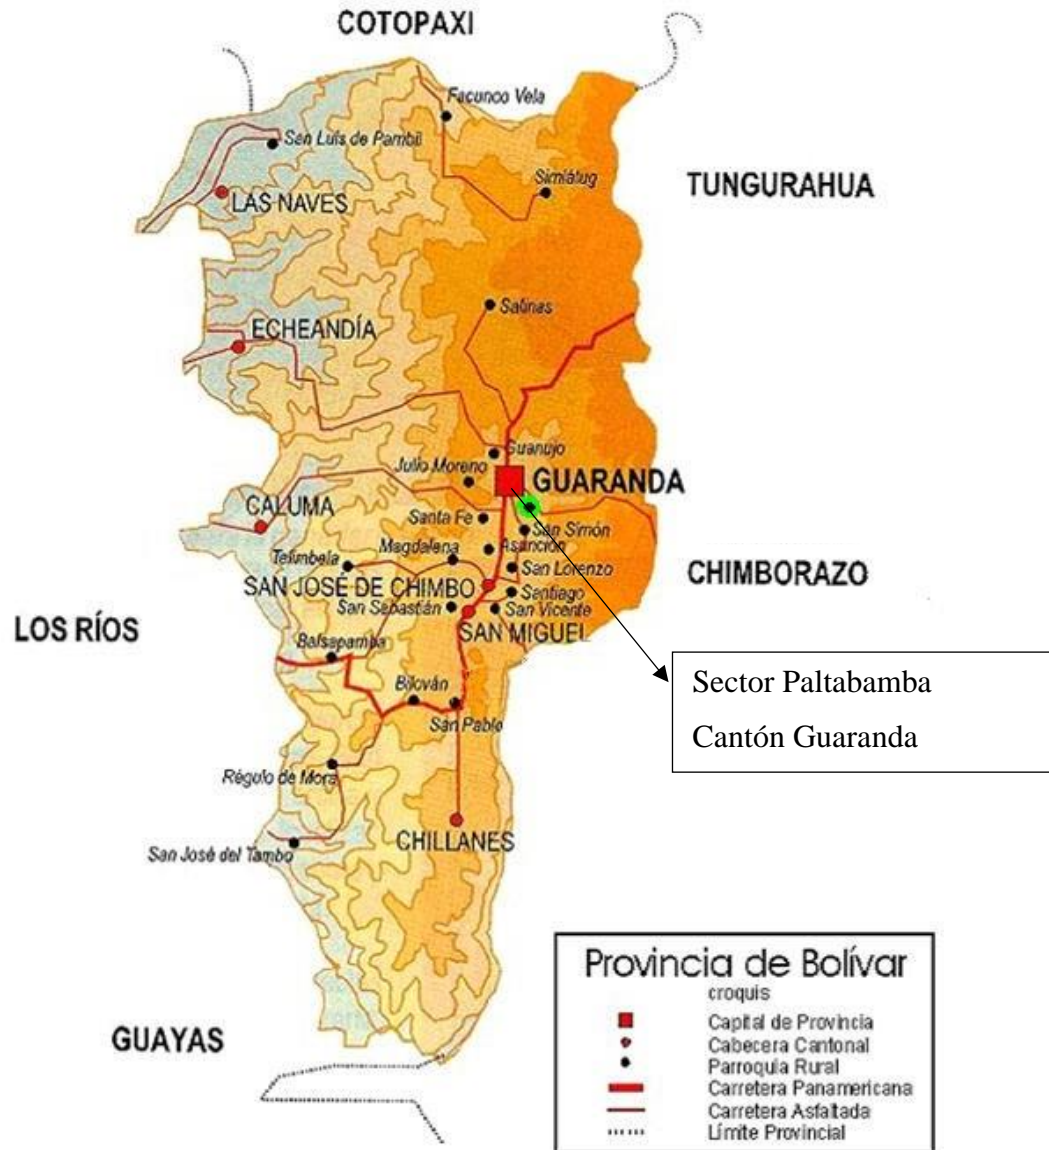 COTOPAXI
Facunco Vela
San Luis de Pambil
Simiátug
TUNGURAHUA
LAS NAVES
Salinas
ECHEANDÍA
Guanujo
Julio Moreno
GUARANDA
CALUMA
Santa Fe
San Simón
Magdalena
Asanción
Telimbela
San Lorenzo
CHIMBORAZO
SAN JOSÉ DE CHIMBO
Santiago
San Sebastián
San Vicente
LOS RÍOS
SAN MIGUEL
Balsapamba
Sector Paltabamba
Cantón Guaranda
Bilován
San Pablo
Régulo de Mora
CHILLANES
San José del Tambo
Provincia de Bolívar
croquis
Capital de Provincia
Cabecera Cantonal
Parroquia Rural
Carretera Panamericana
Carretera Asfaltada
Límite Provincial
GUAYAS